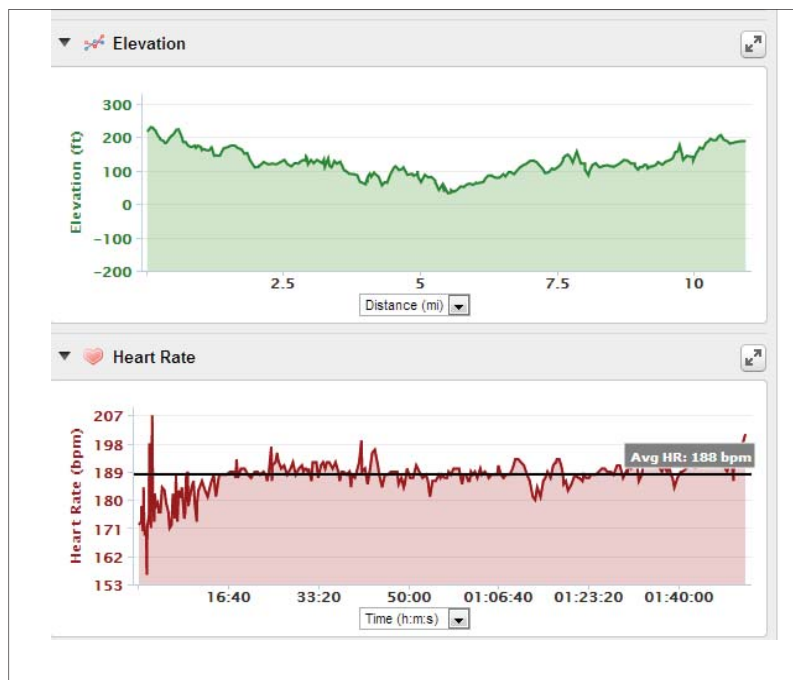 Elevation
300
200
100
0
-100
-200
Elevation (ft)
2.5 5 7.5 10
Distance (mi)
Heart Rate
207
198
189
180
171
162
153
Heart Rate (bpm)
Avg HR: 188 bpm
16:40 33:20 50:00 01:06:40 01:23:20 01:40:00
Time (h:m:s)